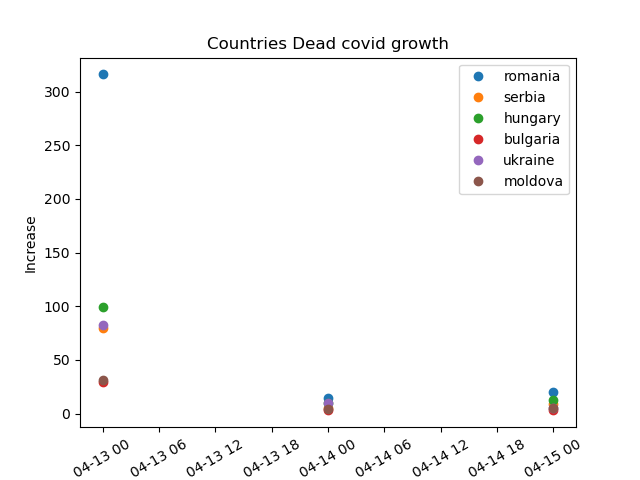 Countries Dead covid growth
Increase
300
250
200
150
100
50
0
romania
serbia
hungary
bulgaria
ukraine
moldova
04-13 00
04-13 06
04-13 12
04-13 18
04-14 00
04-14 06
04-14 12
04-14 18
04-15 00